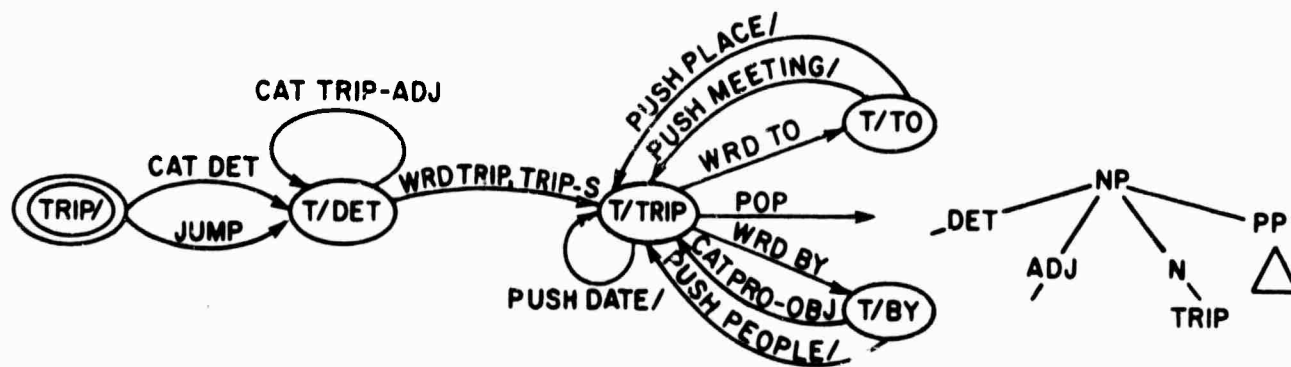 PUSH PLACE/
PUSH MEETING/
CAT TRIP-ADJ
T/TO
WRD TO
CAT DET
WRD TRIP, TRIP-S
NP
TRIP/
T/DET
T/TRIP
POP
DET
PP
JUMP
WRD BY
CAT PRO-OBJ
PUSH PEOPLE/
ADJ
N
PUSH DATE/
T/BY
TRIP